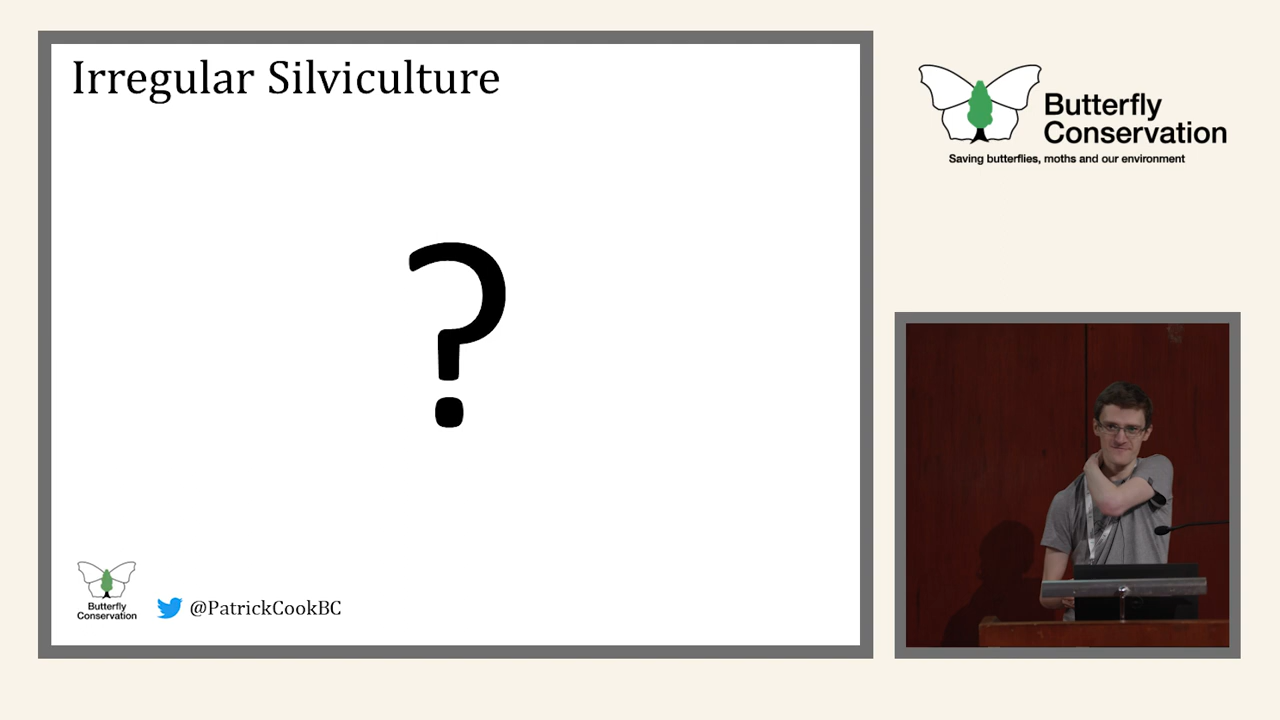 Irregular Silviculture
?
Butterfly
Conservation
@PatrickCookBC
Butterfly
Conservation
Saving butterflies, moths and our environment